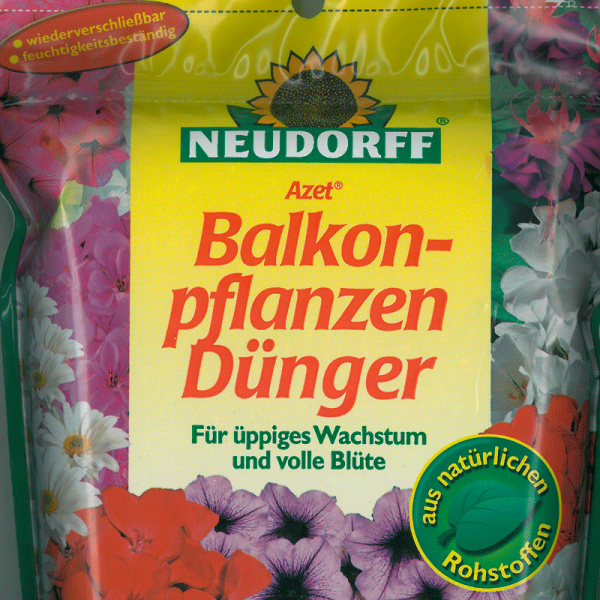 • wiederverschließbar
• feuchtigkeitsbeständig
NEUDORFF®
Azet®
Balkon-
pflanzen
Dünger
Für üppiges Wachstum
und volle Blüte
aus natürlichen
Rohstoffen